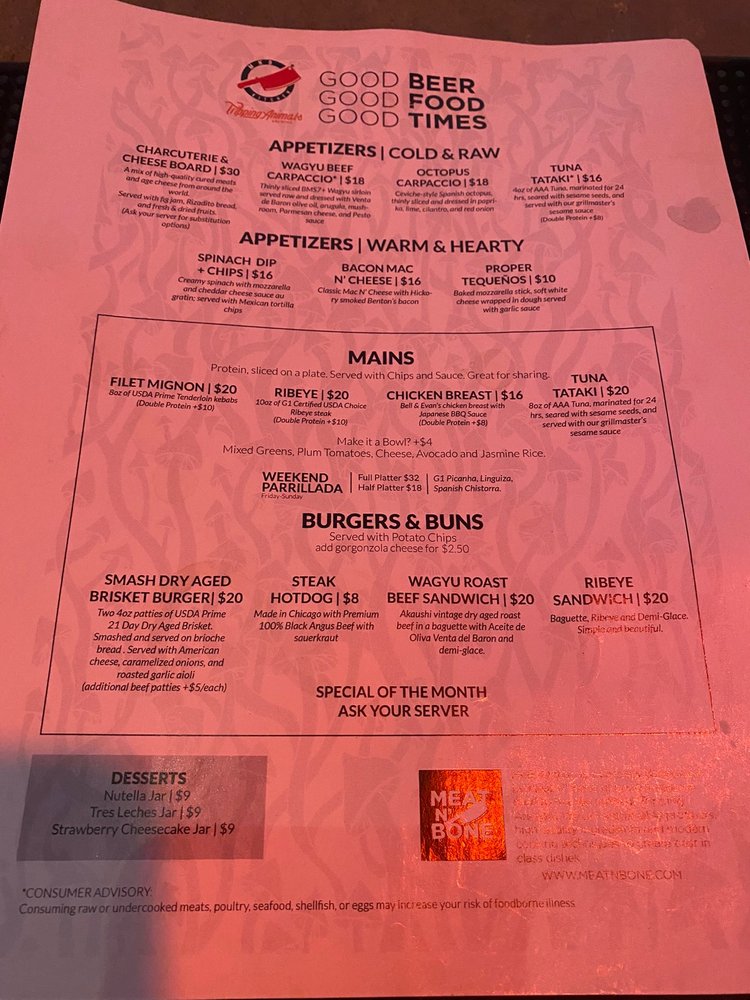 MNB
KITCHEN
Tripping Animals
BREWING
GOOD BEER
GOOD FOOD
GOOD TIMES
APPETIZERS | COLD & RAW
CHARCUTERIE &
CHEESE BOARD | $30
A mix of high-quality cured meats
and age cheese from around the
world.
Served with fig jam, Rizadito bread,
and fresh & dried fruits.
(Ask your server for substitution
options)
WAGYU BEEF
CARPACCIO* | $18
Thinly sliced BMS7+ Wagyu sirloin
served raw and dressed with Venta
de Baron olive oil, arugula, mush-
room, Parmesan cheese, and Pesto
sauce
OCTOPUS
CARPACCIO | $18
Ceviche-style Spanish octopus,
thinly sliced and dressed in papri-
ka, lime, cilantro, and red onion
TUNA
TATAKI* | $16
4oz of AAA Tuna, marinated for 24
hrs, seared with sesame seeds, and
served with our grillmaster's
sesame sauce
(Double Protein +$8)
APPETIZERS | WARM & HEARTY
SPINACH DIP
+ CHIPS | $16
Creamy spinach with mozzarella
and cheddar cheese sauce au
gratin; served with Mexican tortilla
chips
BACON MAC
N' CHEESE | $16
Classic Mac N' Cheese with Hicko-
ry smoked Benton's bacon
PROPER
TEQUEÑOS | $10
Baked mozzarella stick, soft white
cheese wrapped in dough served
with garlic sauce
MAINS
Protein, sliced on a plate. Served with Chips and Sauce. Great for sharing.
FILET MIGNON | $20
8oz of USDA Prime Tenderloin kebabs
(Double Protein +$10)
RIBEYE | $20
10oz of G1 Certified USDA Choice
Ribeye steak
(Double Protein +$10)
CHICKEN BREAST | $16
Bell & Evan's chicken breast with
Japanese BBQ Sauce
(Double Protein +$8)
TUNA
TATAKI | $20
8oz of AAA Tuna, marinated for 24
hrs, seared with sesame seeds, and
served with our grillmaster's
sesame sauce
Make it a Bowl? +$4
Mixed Greens, Plum Tomatoes, Cheese, Avocado and Jasmine Rice.
WEEKEND
PARRILLADA
Friday-Sunday
Full Platter $32
Half Platter $18
G1 Picanha, Linguiza,
Spanish Chistorra.
BURGERS & BUNS
Served with Potato Chips
add gorgonzola cheese for $2.50
SMASH DRY AGED
BRISKET BURGER| $20
Two 4oz patties of USDA Prime
21 Day Dry Aged Brisket.
Smashed and served on brioche
bread . Served with American
cheese, caramelized onions, and
roasted garlic aioli
(additional beef patties +$5/each)
STEAK
HOTDOG | $8
Made in Chicago with Premium
100% Black Angus Beef with
sauerkraut
WAGYU ROAST
BEEF SANDWICH | $20
Akaushi vintage dry aged roast
beef in a baguette with Aceite de
Oliva Venta del Baron and
demi-glace.
RIBEYE
SANDWICH | $20
Baguette, Ribeye and Demi-Glace.
Simple and beautiful.
SPECIAL OF THE MONTH
ASK YOUR SERVER
DESSERTS
Nutella Jar | $9
Tres Leches Jar | $9
Strawberry Cheesecake Jar | $9
MEAT
N'
BONE
class dishes.
WWW.MEATNBONE.COM
*CONSUMER ADVISORY:
Consuming raw or undercooked meats, poultry, seafood, shellfish, or eggs may increase your risk of foodborne illness